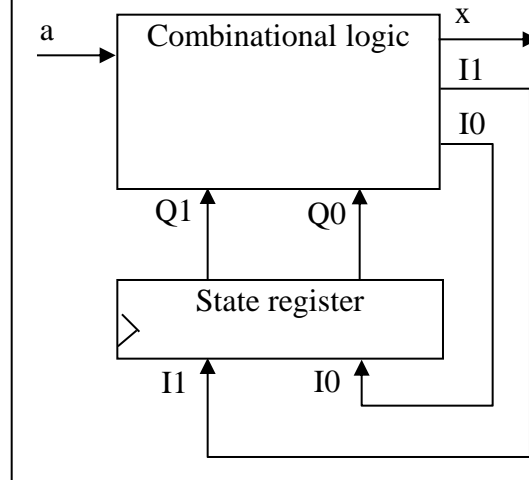 a
Combinational logic
x
I1
I0
Q1
Q0
State register
I1
I0